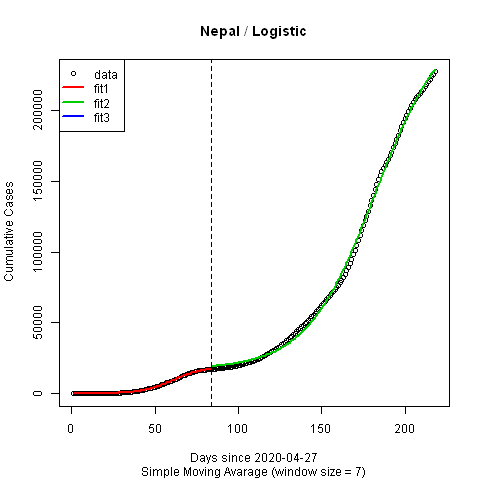 Nepal / Logistic
data
fit1
fit2
fit3
Cumulative Cases
0
50000
100000
150000
200000
0
50
100
150
200
Days since 2020-04-27
Simple Moving Avarage (window size = 7)